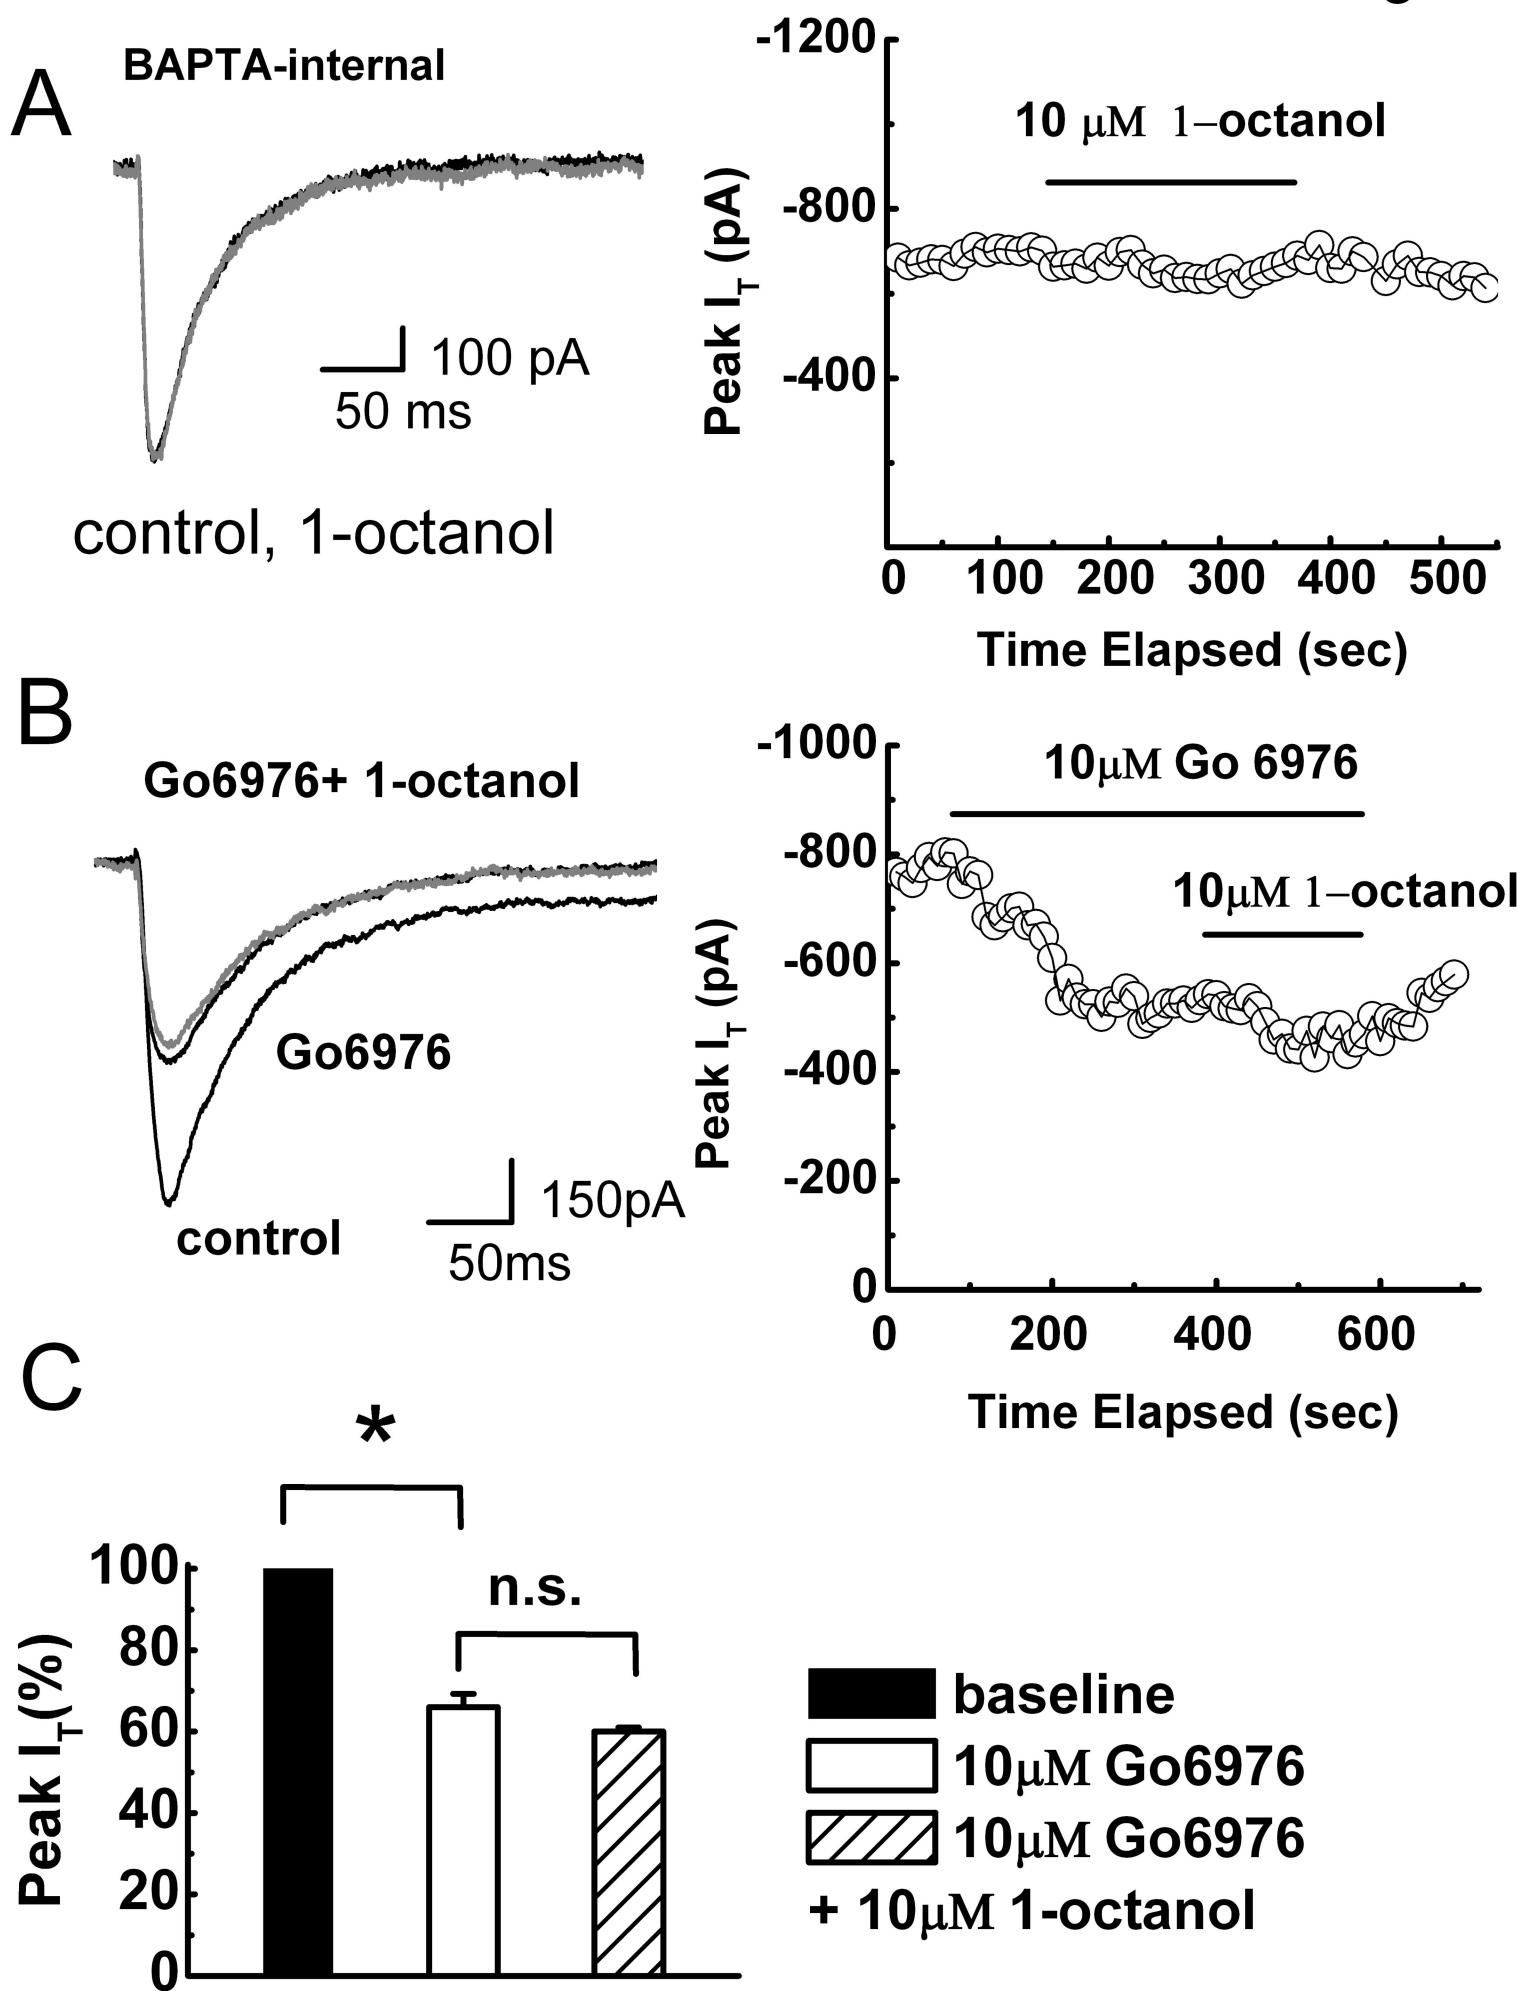 A
BAPTA-internal
100 pA
50 ms
control, 1-octanol
-1200
-800
-400
Peak I_T (pA)
10 μM 1–octanol
0 100 200 300 400 500
Time Elapsed (sec)
B
Go6976+ 1-octanol
Go6976
control
150pA
50ms
-1000
-800
-600
-400
-200
0
Peak I_T (pA)
10μM Go 6976
10μM 1–octanol
0 200 400 600
Time Elapsed (sec)
C
*
n.s.
100
80
60
40
20
0
Peak I_T(%)
baseline
10μM Go6976
10μM Go6976
+ 10μM 1-octanol